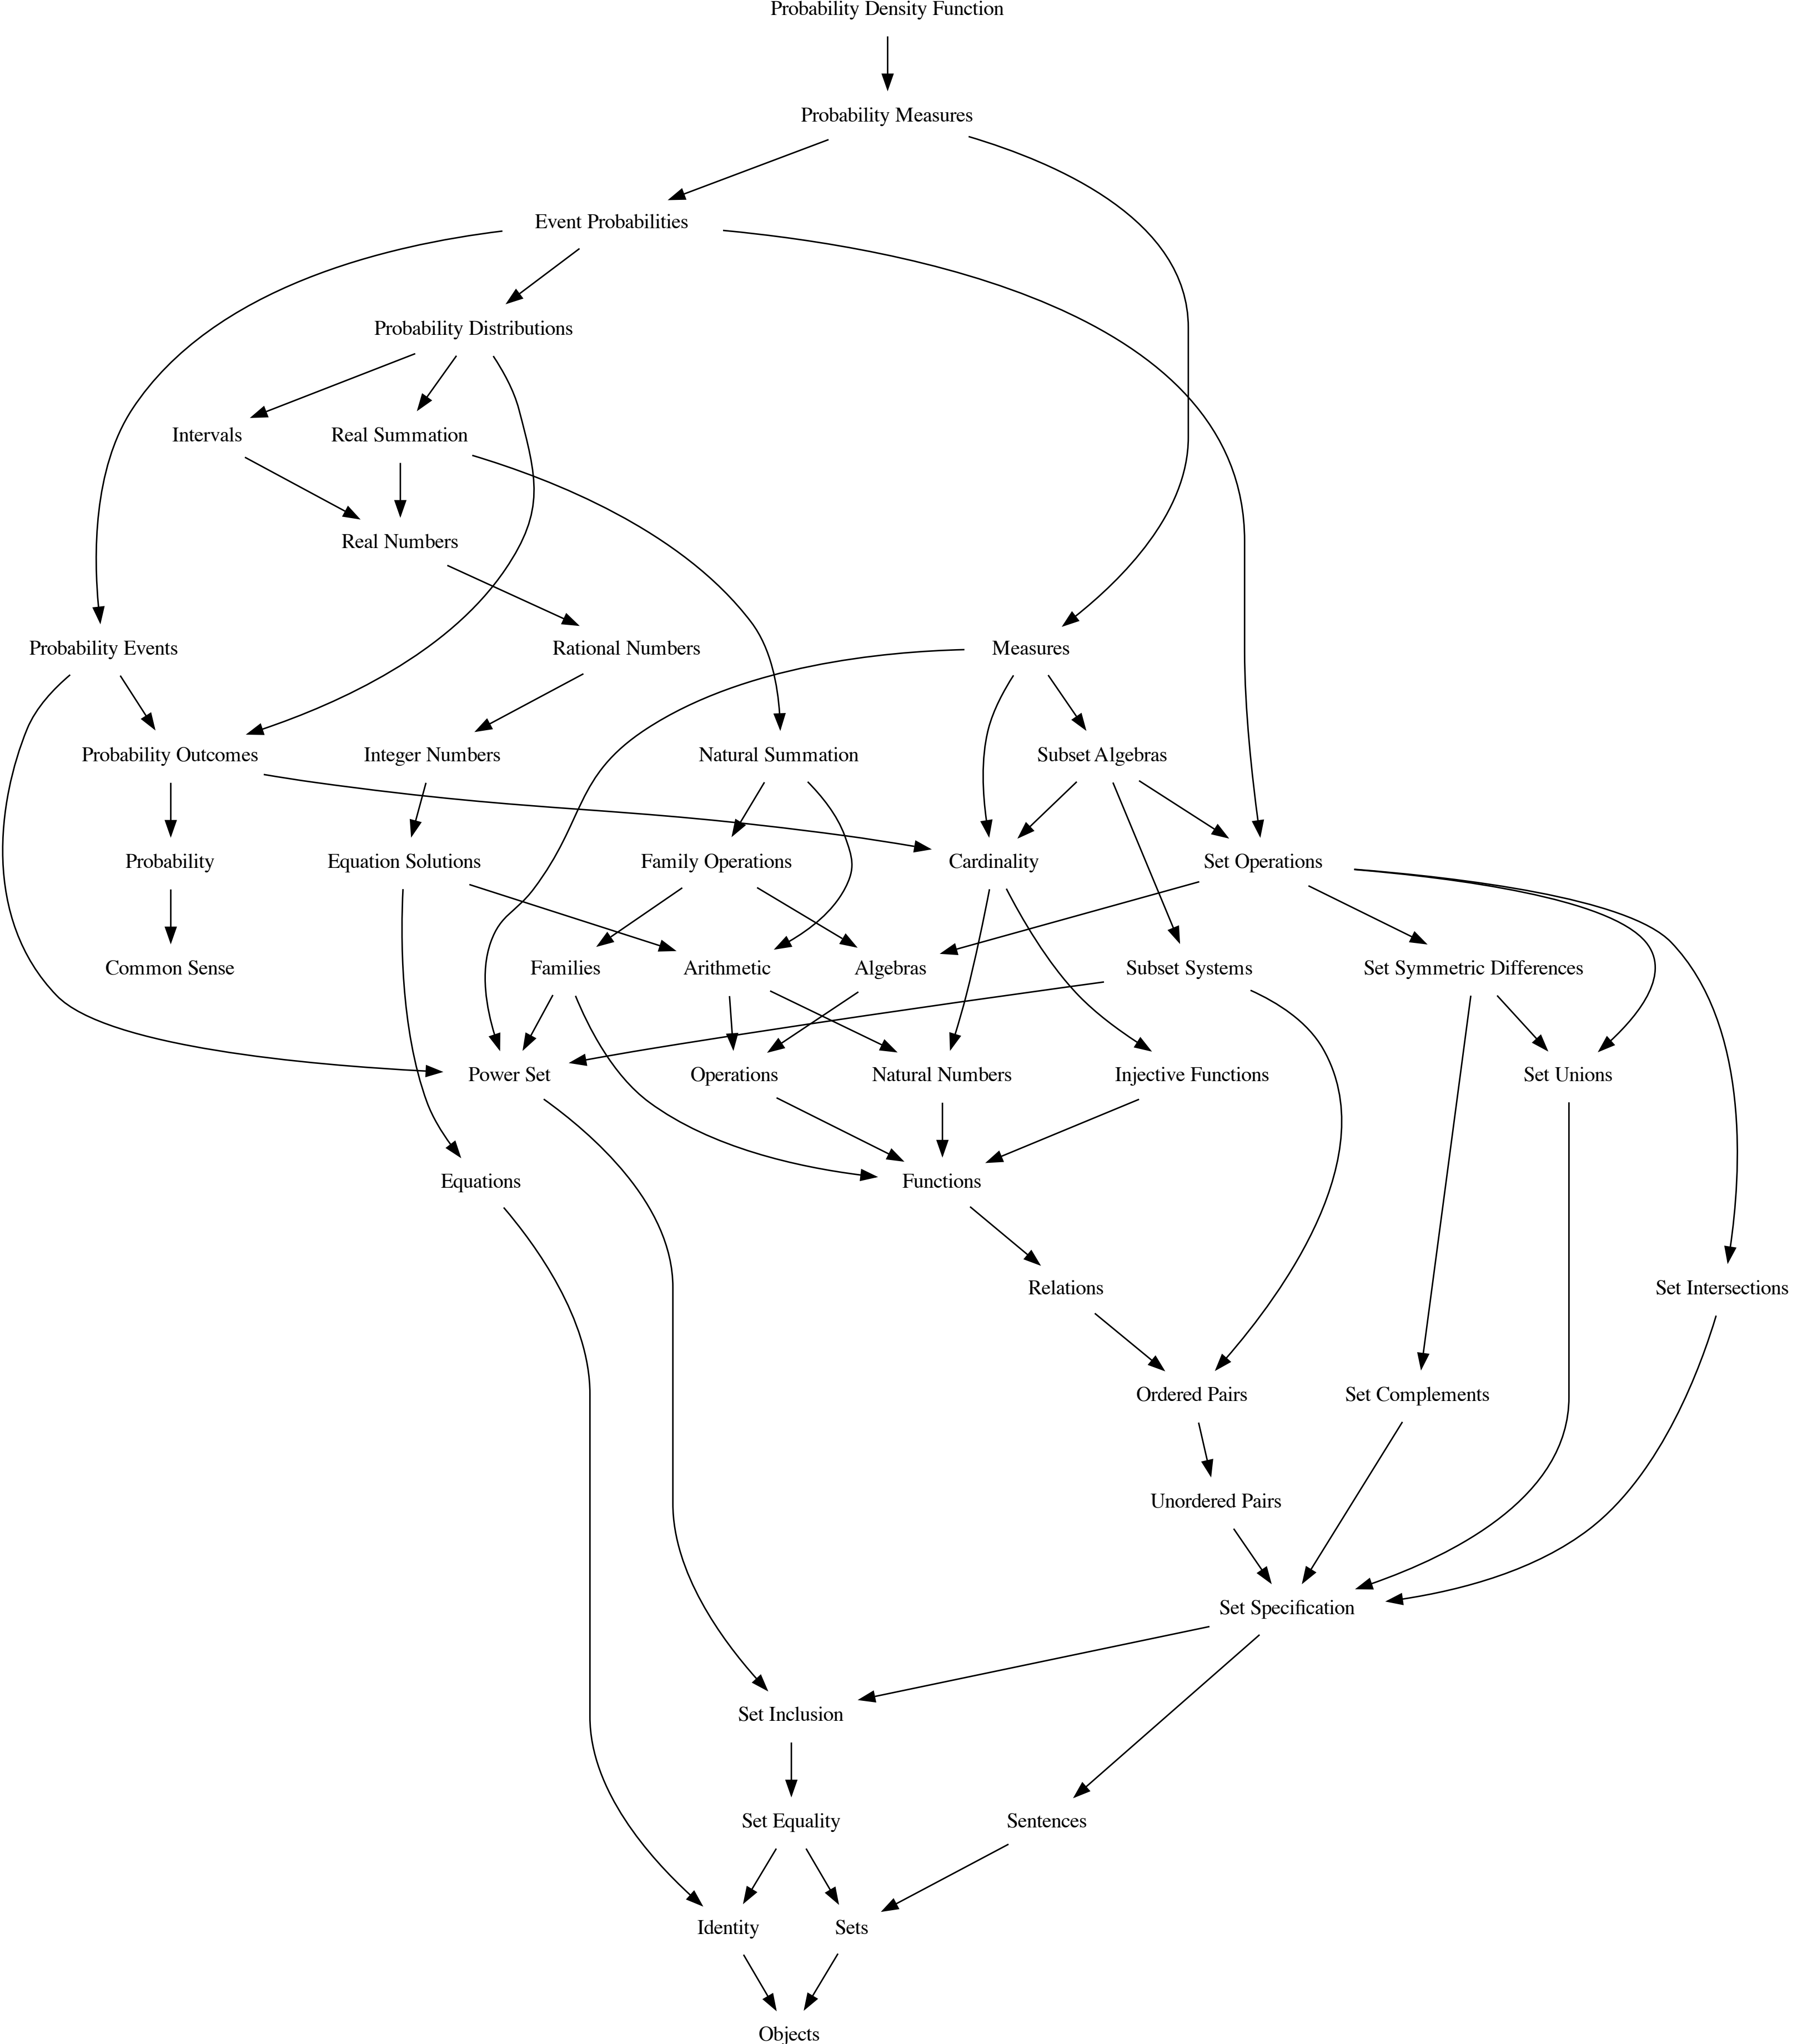 Probability Density Function
Probability Measures
Event Probabilities
Probability Distributions
Intervals
Real Summation
Real Numbers
Probability Events
Rational Numbers
Measures
Probability Outcomes
Integer Numbers
Natural Summation
Subset Algebras
Probability
Equation Solutions
Family Operations
Cardinality
Set Operations
Common Sense
Families
Arithmetic
Algebras
Subset Systems
Set Symmetric Differences
Power Set
Operations
Natural Numbers
Injective Functions
Set Unions
Equations
Functions
Relations
Set Intersections
Ordered Pairs
Set Complements
Unordered Pairs
Set Specification
Set Inclusion
Set Equality
Sentences
Identity
Sets
Objects